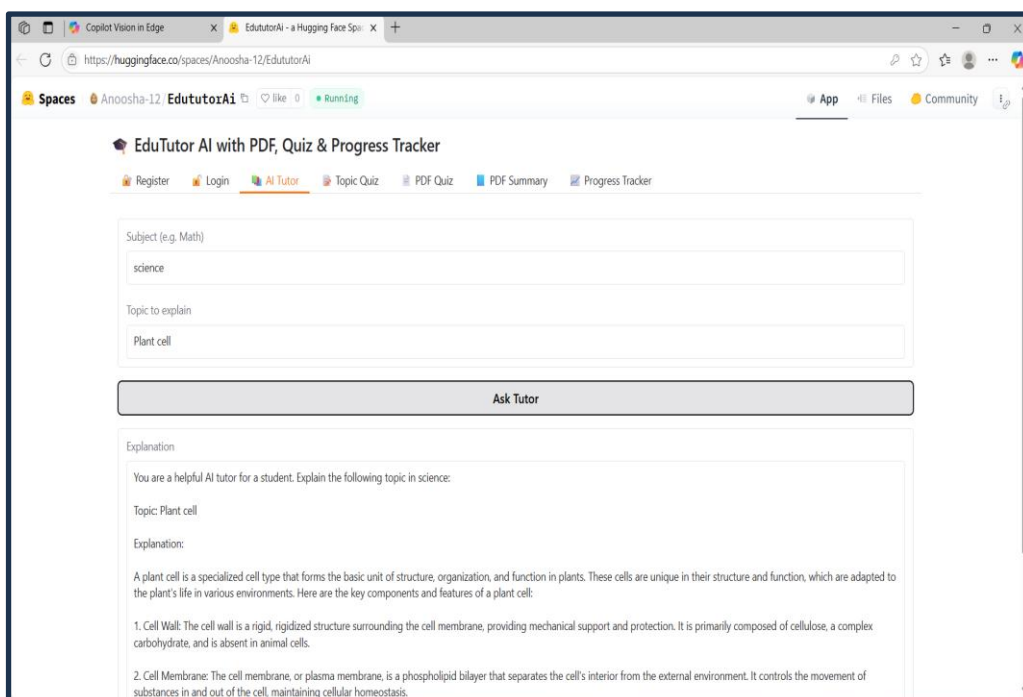 Copilot Vision in Edge
EdututorAi - a Hugging Face Spa
https://huggingface.co/spaces/Anoosha-12/EdututorAi
Spaces Anoosha-12/EdututorAi like 0 Running App Files Community
EduTutor AI with PDF, Quiz & Progress Tracker
Register Login AI Tutor Topic Quiz PDF Quiz PDF Summary Progress Tracker
Subject (e.g. Math)
science
Topic to explain
Plant cell
Ask Tutor
Explanation
You are a helpful AI tutor for a student. Explain the following topic in science:
Topic: Plant cell
Explanation:
A plant cell is a specialized cell type that forms the basic unit of structure, organization, and function in plants. These cells are unique in their structure and function, which are adapted to
the plant's life in various environments. Here are the key components and features of a plant cell:
1. Cell Wall: The cell wall is a rigid, rigidized structure surrounding the cell membrane, providing mechanical support and protection. It is primarily composed of cellulose, a complex
carbohydrate, and is absent in animal cells.
2. Cell Membrane: The cell membrane, or plasma membrane, is a phospholipid bilayer that separates the cell's interior from the external environment. It controls the movement of
substances in and out of the cell, maintaining cellular homeostasis.